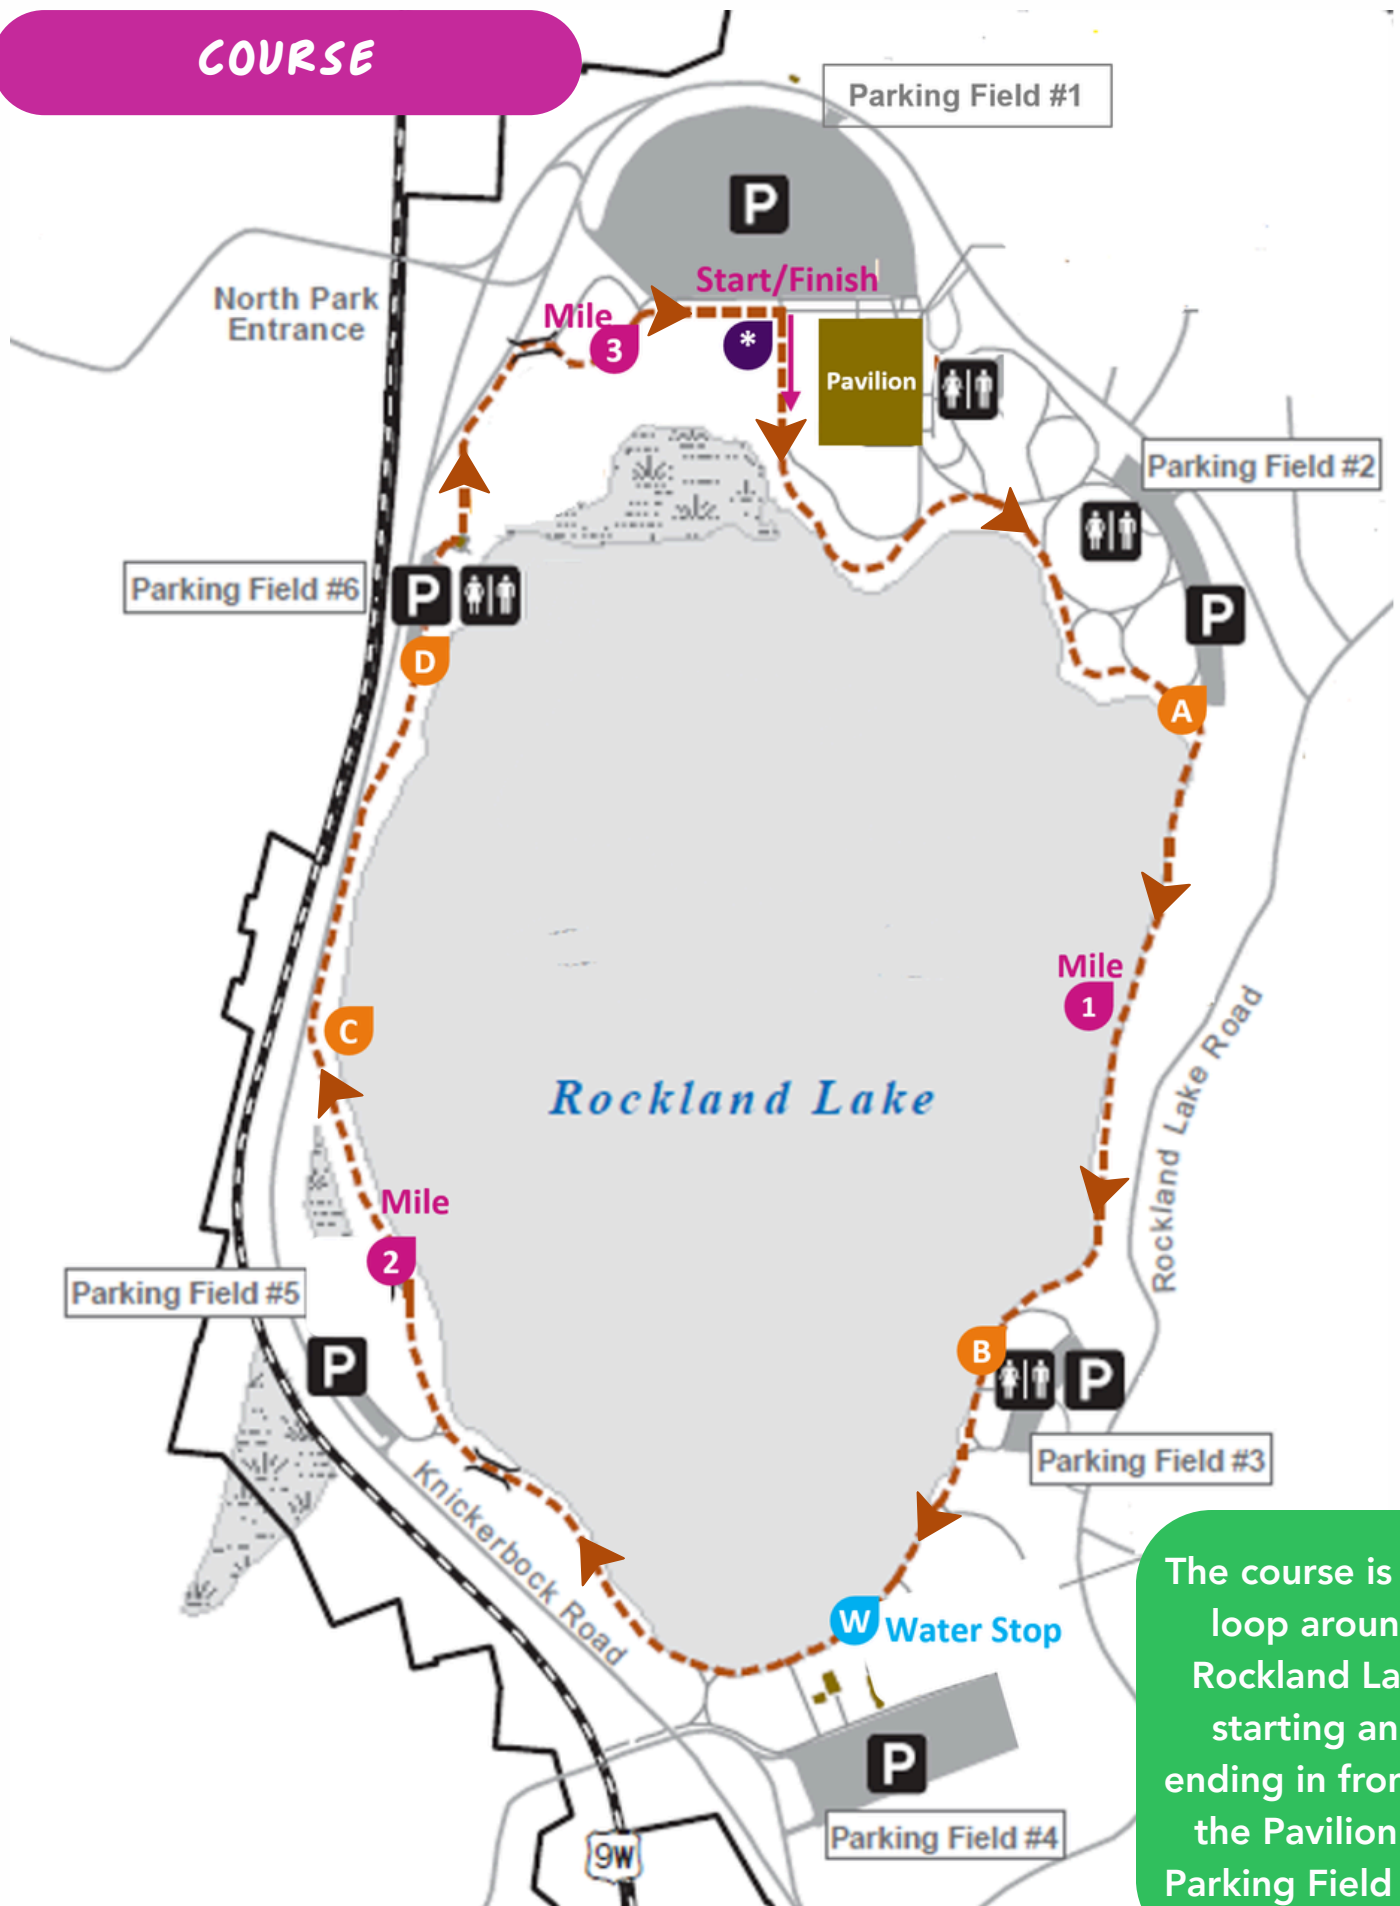 COURSE
Parking Field #1
P
Start/Finish
North Park
Entrance
Mile
3
*
Pavilion
Parking Field #2
Parking Field #6
P
P
D
A
Mile
1
C
Rockland Lake
Rockland Lake Road
Mile
2
Parking Field #5
P
B
P
Parking Field #3
Knickerbock Road
W Water Stop
P
Parking Field #4
9W
The course is
loop aroun
Rockland La
starting an
ending in fron
the Pavilion
Parking Field